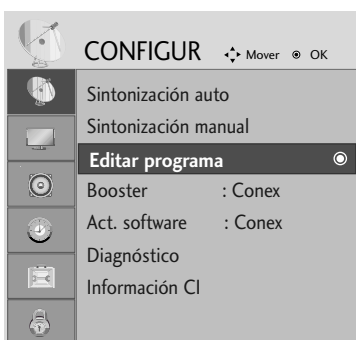 CONFIGUR Mover OK
Sintonización auto
Sintonización manual
Editar programa
Booster : Conex
Act. software : Conex
Diagnóstico
Información CI